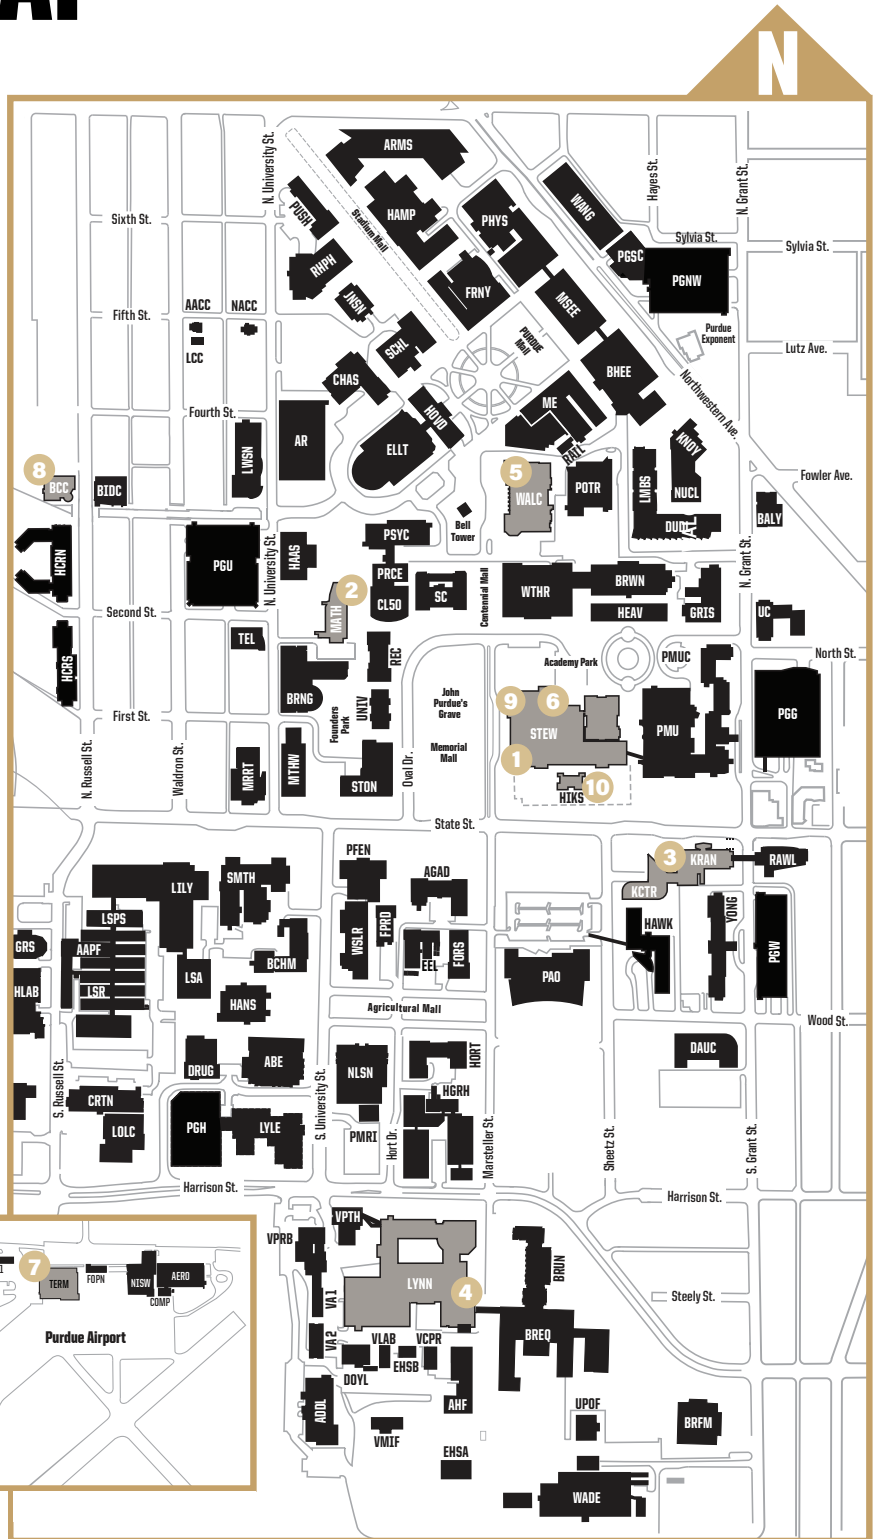 N
N. University St.
ARMS
Hayes St.
N. Grant St.
PUSH
HAMP
PHYS
WANG
Sixth St.
Stadium Mall
Sylvia St.
Sylvia St.
PGSC
PGNW
RHPH
FRNY
MSEE
JNSN
AACC
NACC
Fifth St.
LCC
SCHL
PURDUE
Mall
Purdue
Exponent
Lutz Ave.
CHAS
BHEE
Northwestern Ave.
Fourth St.
HOVD
ME
AR
ELLT
LWSN
RAIL
KNOY
8
BCC
BIDC
5
WALC
POTR
LMBS
NUCL
Fowler Ave.
BALY
Bell
Tower
DUDL
PSYC
HCRN
PGU
N. University St.
HAAS
PRCE
CL50
SC
Centennial Mall
WTHR
BRWN
HEAV
GRIS
N. Grant St.
2
MATH
Second St.
UC
TEL
HCRS
REC
Academy Park
PMUC
North St.
BRNG
UNIV
Founders
Park
John
Purdue's
Grave
9
6
STEW
PMU
PGG
First St.
Memorial
Mall
1
N. Russell St.
Waldron St.
MRRT
MTHW
STON
Oval Dr.
10
HIKS
State St.
PFEN
3
KRAN
RAWL
LILY
SMTH
AGAD
KCTR
LSPS
WSLR
FPRD
HAWK
YONG
GRS
AAPF
EEL
FORS
PGW
BCHM
HLAB
LSR
LSA
PAO
HANS
Agricultural Mall
Wood St.
DRUG
ABE
NLSN
HORT
DAUC
S. Russell St.
CRTN
S. University St.
HGRH
LOLC
PGH
LYLE
PMRI
Hort Dr.
Marsteller St.
Sheetz St.
S. Grant St.
Harrison St.
Harrison St.
VPTH
VPRB
7
TERM
FOPN
NISW
AERO
COMP
LYNN
4
BRUN
VA1
Steely St.
Purdue Airport
VA2
VLAB
VCPR
BREQ
DOYL
EHSB
ADDL
AHF
UPOF
BRFM
VMIF
EHSA
WADE